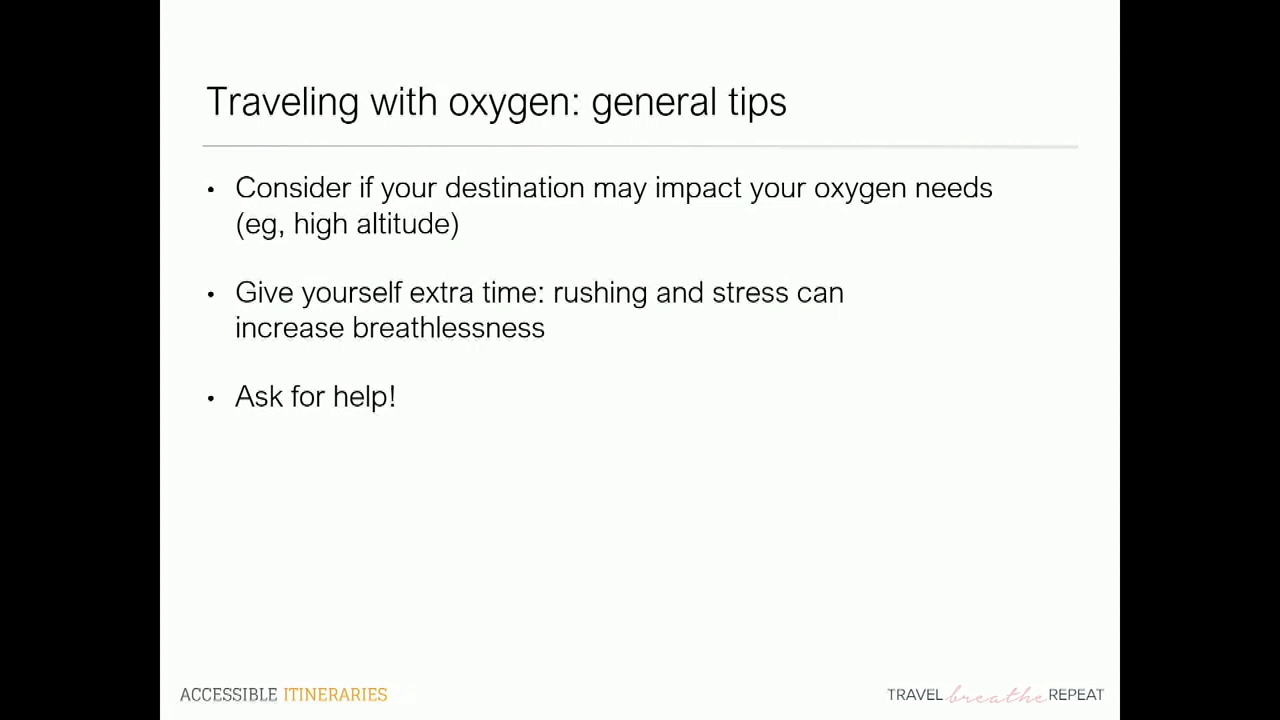 Traveling with oxygen: general tips
• Consider if your destination may impact your oxygen needs
(eg, high altitude)
• Give yourself extra time: rushing and stress can
increase breathlessness
• Ask for help!
ACCESSIBLE ITINERARIES
TRAVEL breathe REPEAT